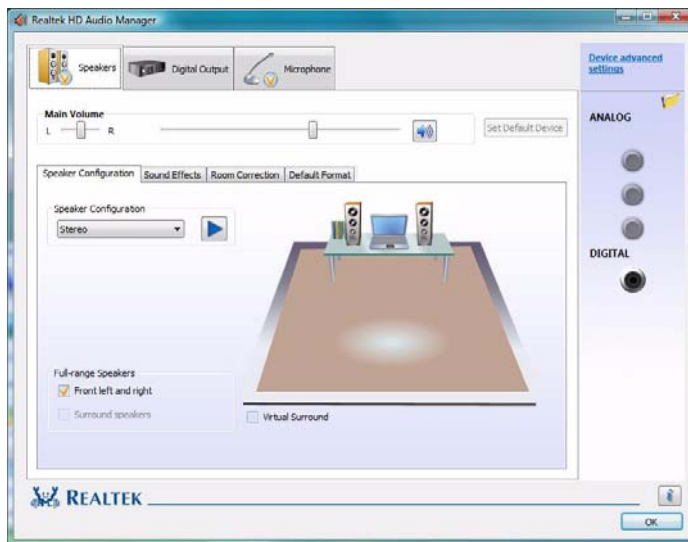 Realtek HD Audio Manager
Speakers
Digital Output
Microphone
Device advanced
settings
Main Volume
L R
Set Default Device
ANALOG
Speaker Configuration
Sound Effects
Room Correction
Default Format
Speaker Configuration
Stereo
DIGITAL
Full-range Speakers
Front left and right
Surround speakers
Virtual Surround
REALTEK
i
OK